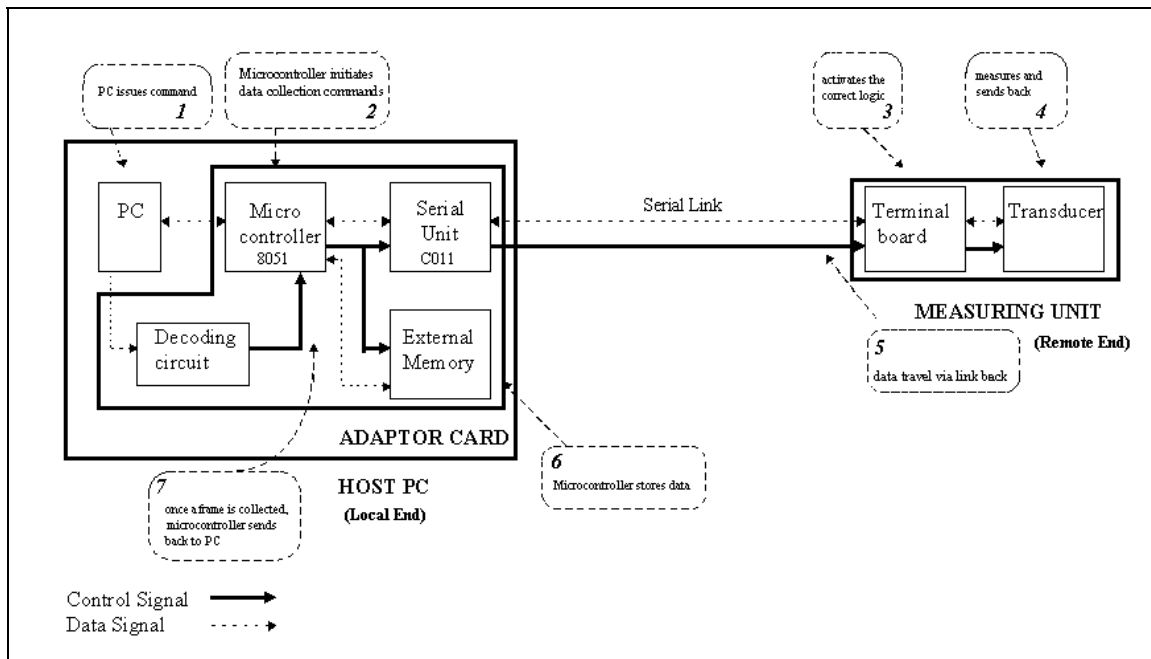 PC issues command
1
Microcontroller initiates
data collection commands
2
activates the
correct logic
3
measures and
sends back
4
PC
Micro
controller
8051
Serial
Unit
C011
Serial Link
Terminal
board
Transducer
Decoding
circuit
External
Memory
MEASURING UNIT
(Remote End)
5
data travel via link back
ADAPTOR CARD
6
Microcontroller stores data
7
once a frame is collected,
microcontroller sends
back to PC
HOST PC
(Local End)
Control Signal
Data Signal